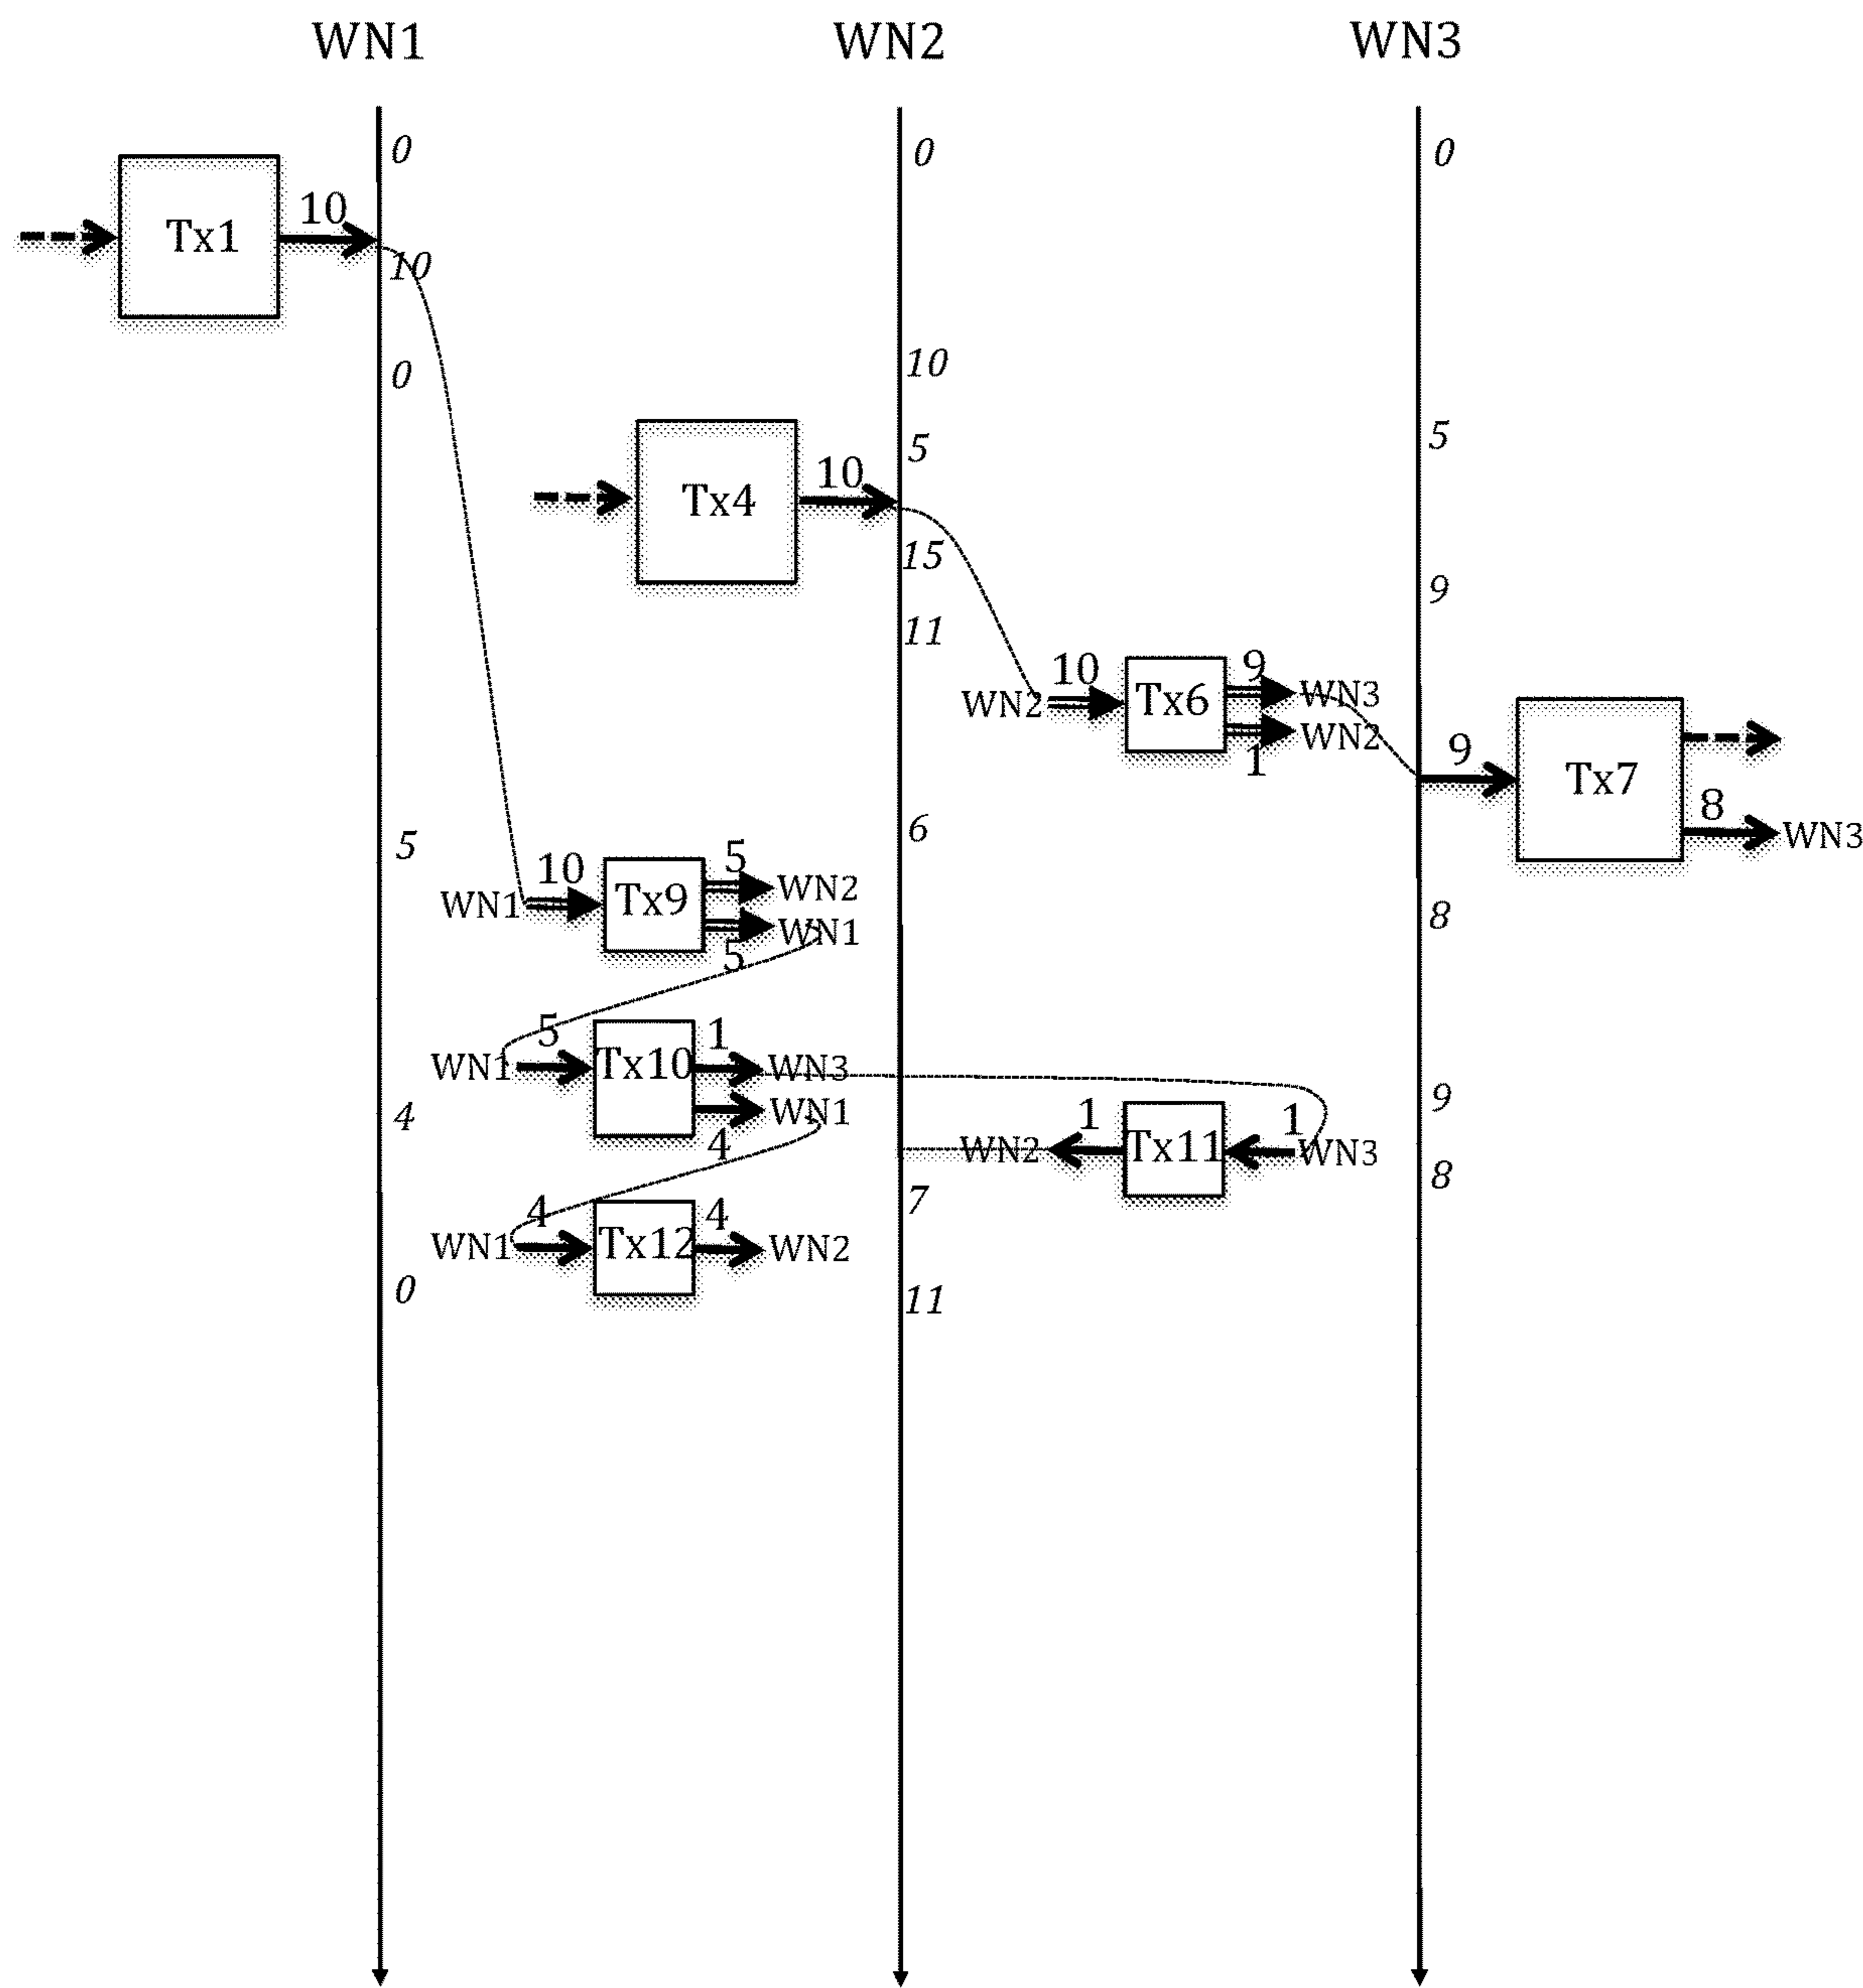 WN1 WN2 WN3
0 0 0
Tx1 10
10
0 10
5 5
Tx4 10
15
11 9
WN2 10 Tx6 9 WN3
1 WN2
9 Tx7
8 WN3
5 6
WN1 10 Tx9 5 WN2
5 WN1
8
WN1 5 Tx10 1 WN3
4 WN1
4 9
WN2 1 Tx11 1 WN3
7 8
WN1 4 Tx12 4 WN2
0 11